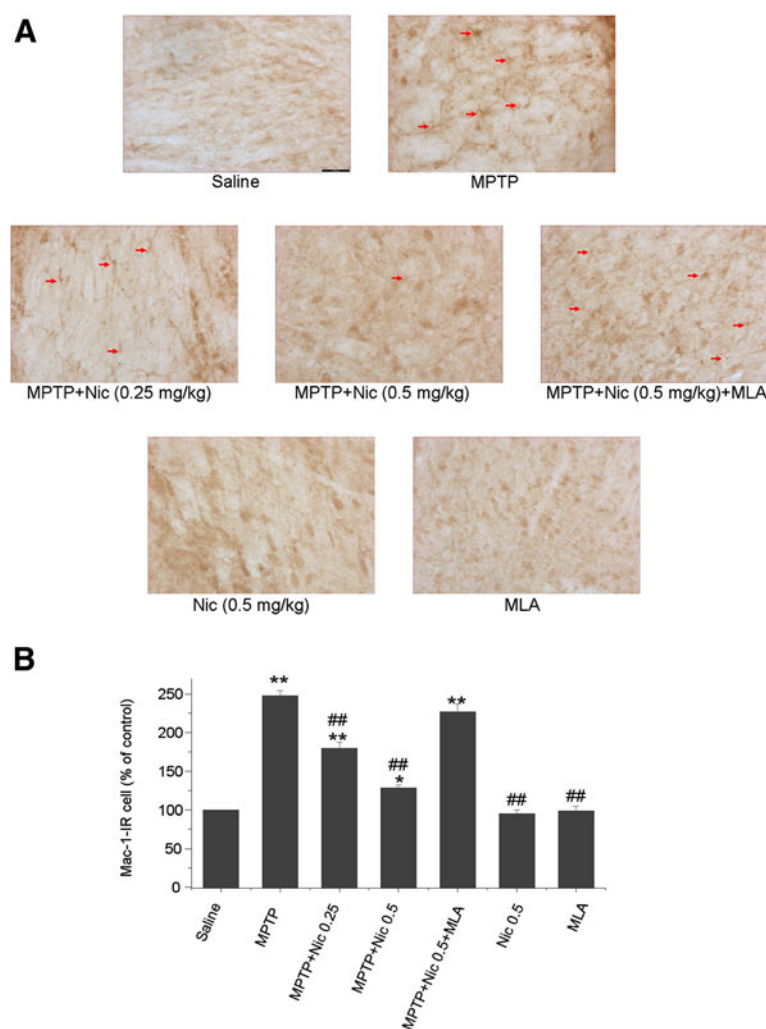 A
Saline
MPTP
MPTP+Nic (0.25 mg/kg)
MPTP+Nic (0.5 mg/kg)
MPTP+Nic (0.5 mg/kg)+MLA
Nic (0.5 mg/kg)
MLA
B
Mac-1-IR cell (% of control)
250
200
150
100
50
0
**
##
**
##
*
**
##
##
Saline
MPTP
MPTP+Nic 0.25
MPTP+Nic 0.5
MPTP+Nic 0.5+MLA
Nic 0.5
MLA